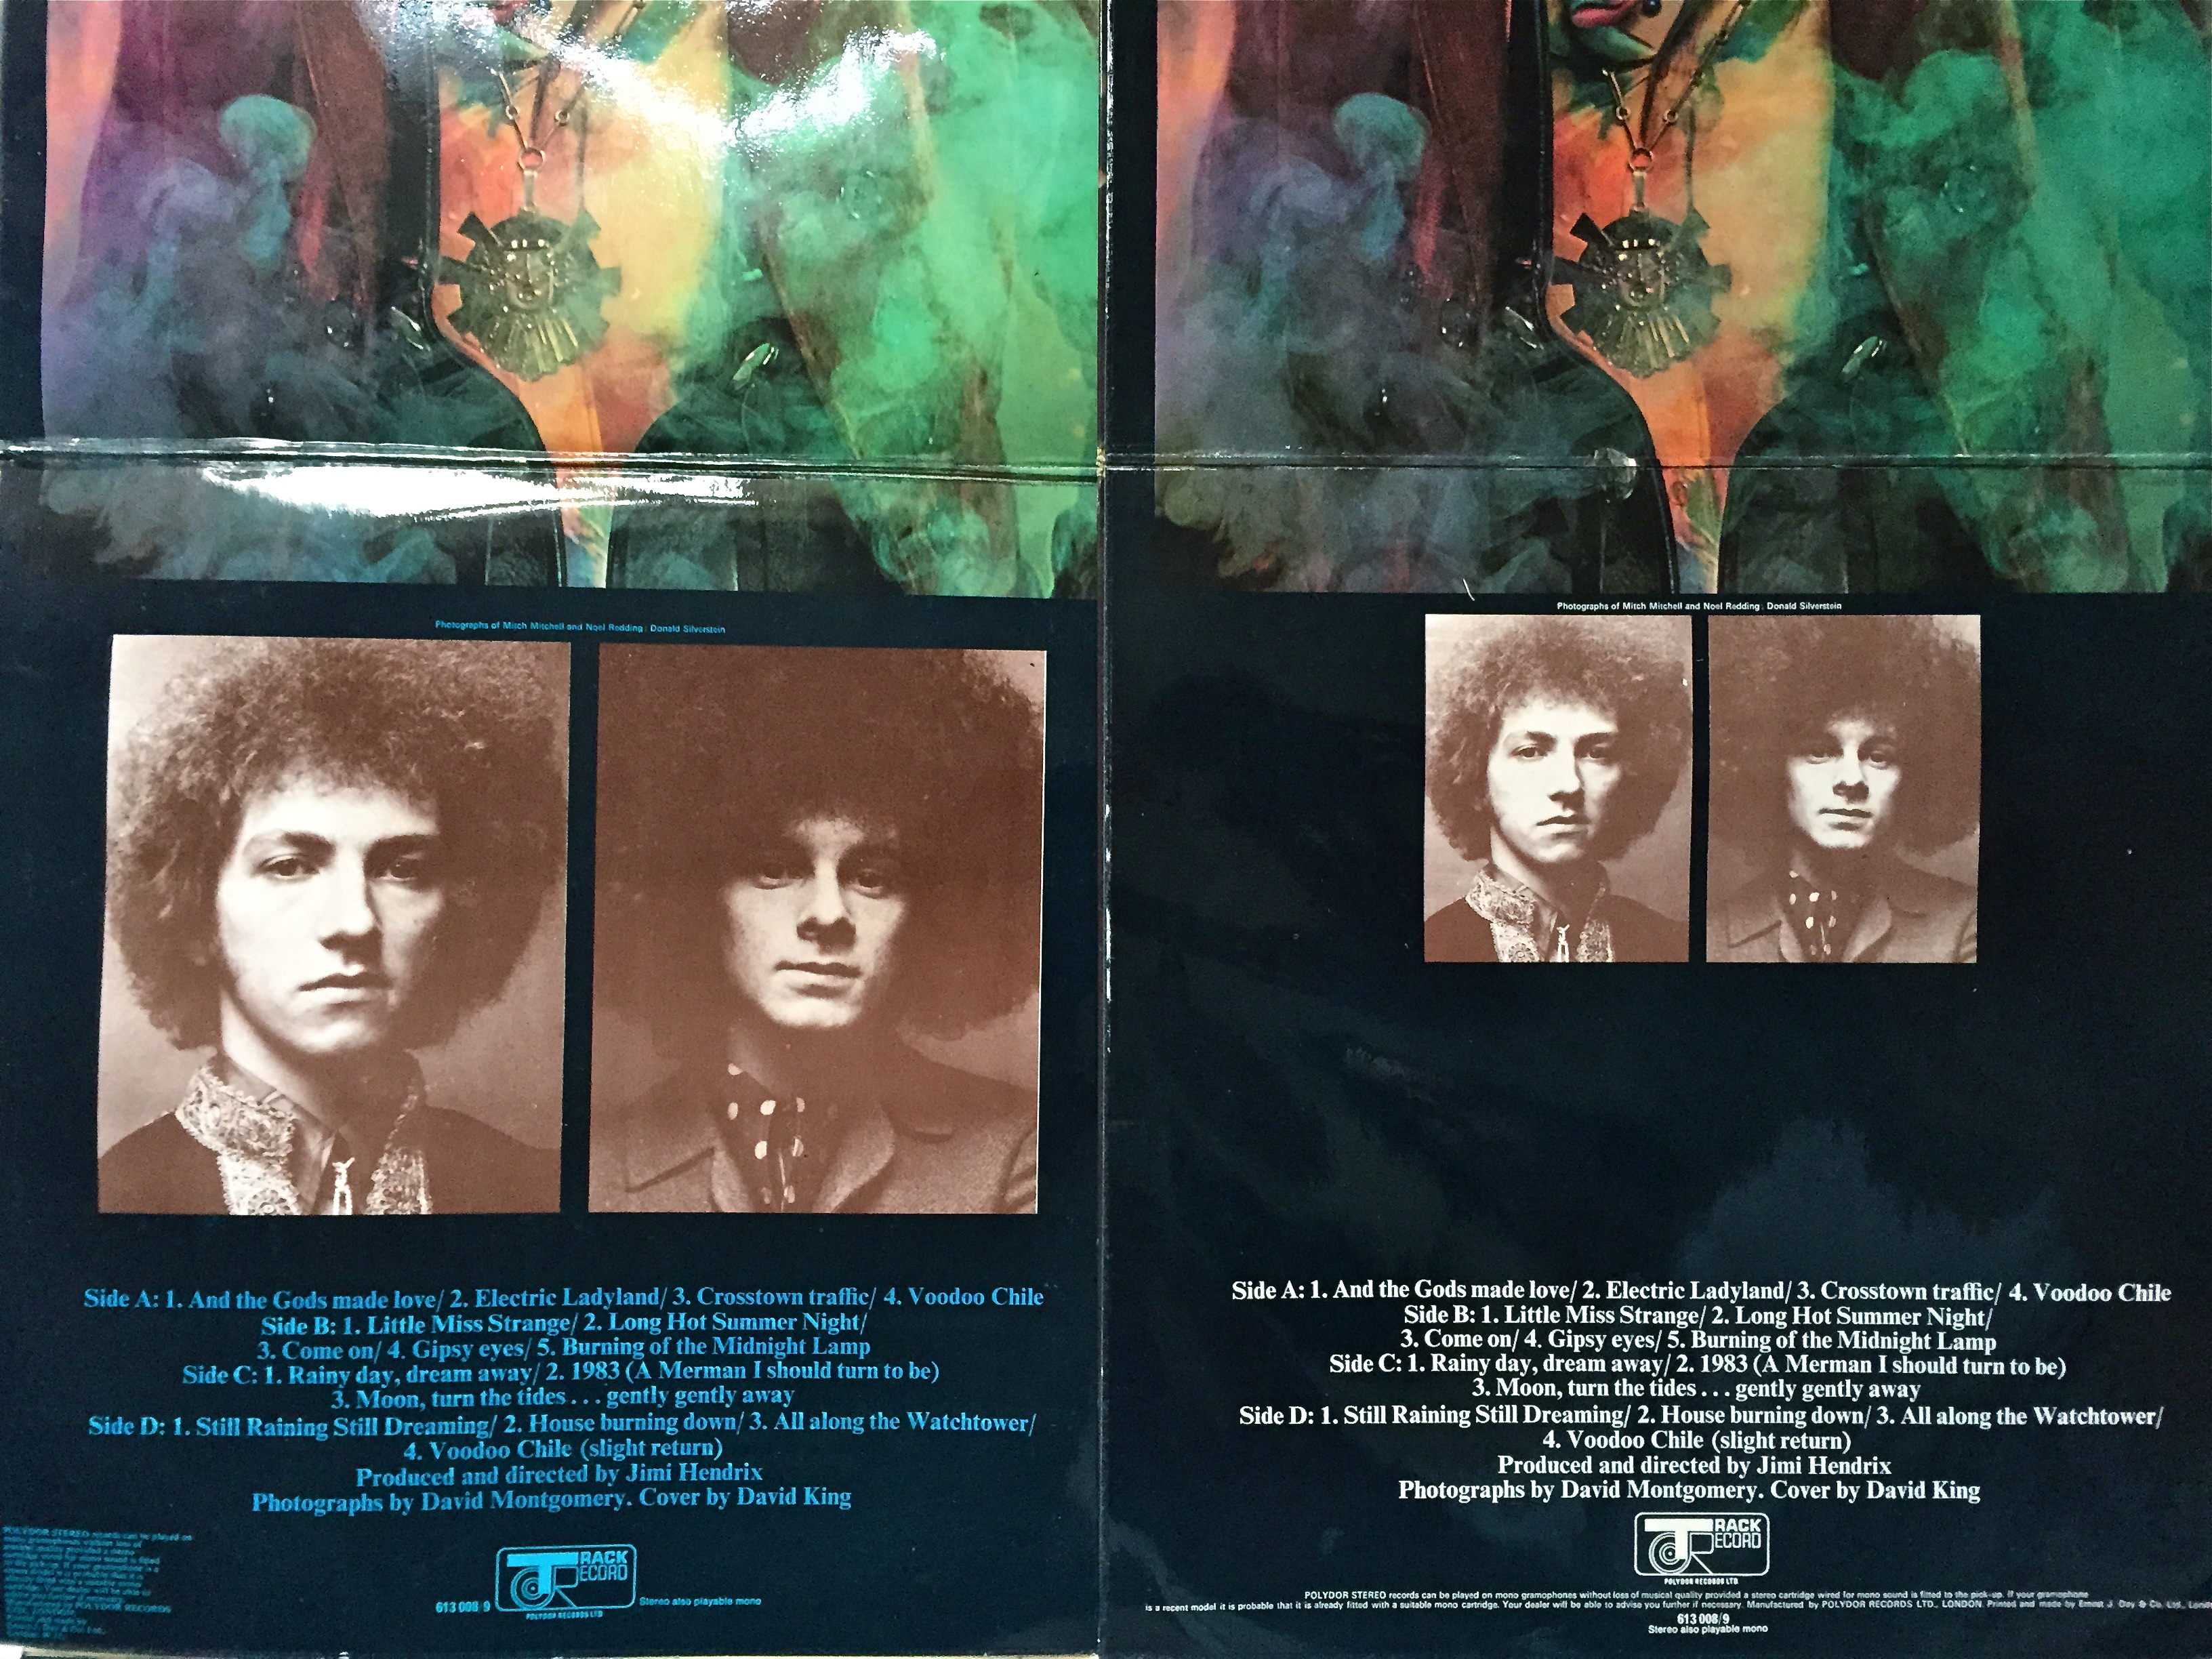 Photographs of Mitch Mitchell and Noel Redding : Donald Silverstein
Side A: 1. And the Gods made love/ 2. Electric Ladyland/ 3. Crosstown traffic/ 4. Voodoo Chile
Side B: 1. Little Miss Strange/ 2. Long Hot Summer Night/
3. Come on/ 4. Gipsy eyes/ 5. Burning of the Midnight Lamp
Side C: 1. Rainy day, dream away/ 2. 1983 (A Merman I should turn to be)
3. Moon, turn the tides . . . gently gently away
Side D: 1. Still Raining Still Dreaming/ 2. House burning down/ 3. All along the Watchtower/
4. Voodoo Chile (slight return)
Produced and directed by Jimi Hendrix
Photographs by David Montgomery. Cover by David King
POLYDOR STEREO records can be played on
TRACK
RECORD
POLYDOR RECORDS LTD
613 008/9
Stereo also playable mono
Photographs of Mitch Mitchell and Noel Redding : Donald Silverstein
Side A: 1. And the Gods made love/ 2. Electric Ladyland/ 3. Crosstown traffic/ 4. Voodoo Chile
Side B: 1. Little Miss Strange/ 2. Long Hot Summer Night/
3. Come on/ 4. Gipsy eyes/ 5. Burning of the Midnight Lamp
Side C: 1. Rainy day, dream away/ 2. 1983 (A Merman I should turn to be)
3. Moon, turn the tides . . . gently gently away
Side D: 1. Still Raining Still Dreaming/ 2. House burning down/ 3. All along the Watchtower/
4. Voodoo Chile (slight return)
Produced and directed by Jimi Hendrix
Photographs by David Montgomery. Cover by David King
TRACK
RECORD
POLYDOR RECORDS LTD
POLYDOR STEREO records can be played on mono gramophones without loss of musical quality provided a stereo cartridge wired for mono sound is fitted to the pick-up. If your gramophone
is a recent model it is probable that it is already fitted with a suitable mono cartridge. Your dealer will be able to advise you further if necessary. Manufactured by POLYDOR RECORDS LTD., LONDON. Printed and made by Ernest J. Day & Co. Ltd.,
613 008/9
Stereo also playable mono